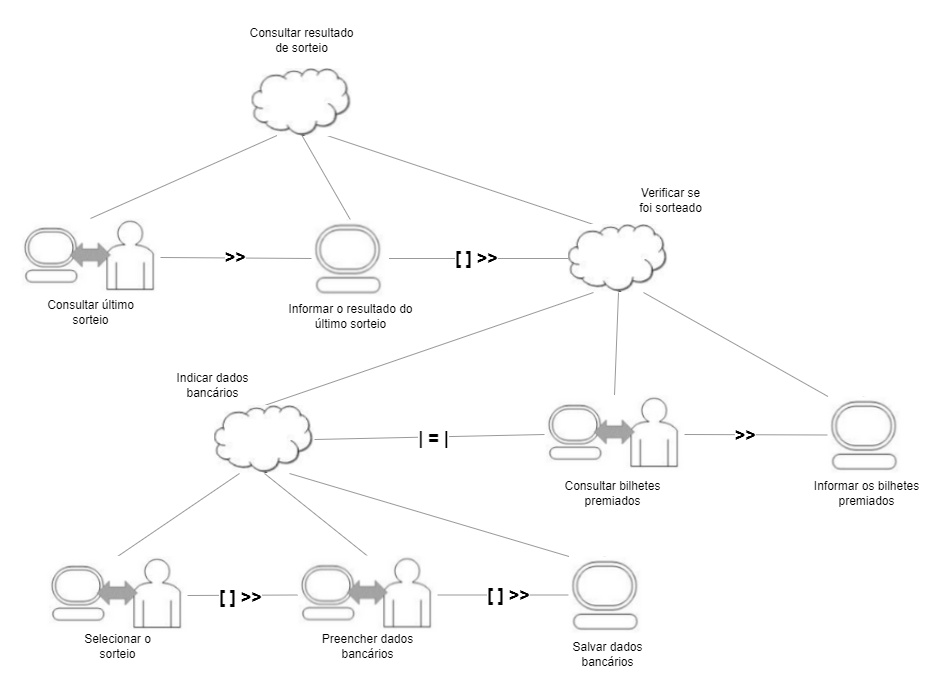 Consultar resultado
de sorteio
Verificar se
foi sorteado
>>
[ ] >>
Consultar último
sorteio
Informar o resultado do
último sorteio
Indicar dados
bancários
| = |
>>
Consultar bilhetes
premiados
Informar os bilhetes
premiados
[ ] >>
[ ] >>
Selecionar o
sorteio
Preencher dados
bancários
Salvar dados
bancários